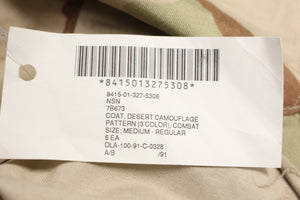 *8415013275308*
8415-01-327-5308
NSN
7B673
COAT, DESERT CAMOUFLAGE
PATTERN (3 COLOR), COMBAT
SIZE: MEDIUM - REGULAR
5 EA
DLA-100-91-C-0328
A/B /91